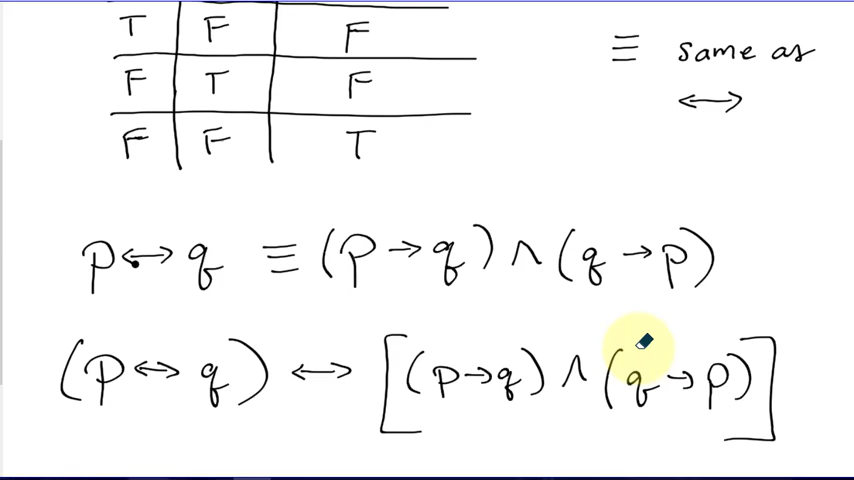 T F F
≡ same as
F T F
↔
F F T
p ↔ q ≡ (p → q) ∧ (q → p)
(p ↔ q) ↔ [(p → q) ∧ (q → p)]